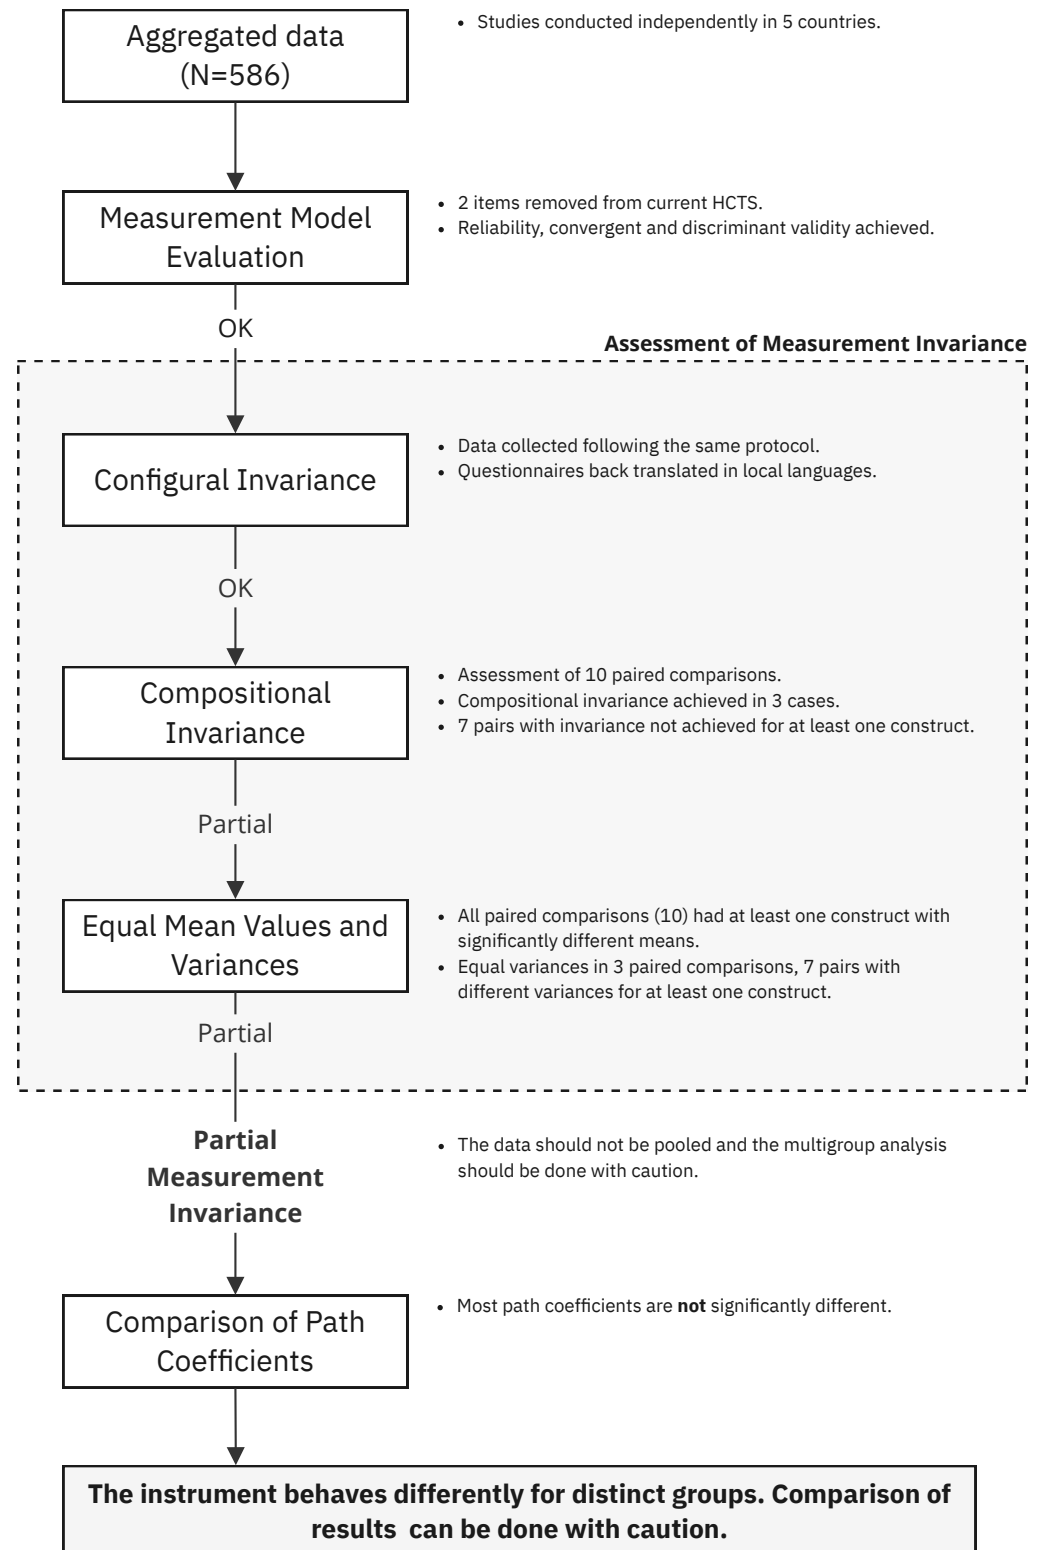 Aggregated data
(N=586)
• Studies conducted independently in 5 countries.
Measurement Model
Evaluation
• 2 items removed from current HCTS.
• Reliability, convergent and discriminant validity achieved.
OK
Assessment of Measurement Invariance
Configural Invariance
• Data collected following the same protocol.
• Questionnaires back translated in local languages.
OK
Compositional
Invariance
• Assessment of 10 paired comparisons.
• Compositional invariance achieved in 3 cases.
• 7 pairs with invariance not achieved for at least one construct.
Partial
Equal Mean Values and
Variances
• All paired comparisons (10) had at least one construct with
significantly different means.
• Equal variances in 3 paired comparisons, 7 pairs with
different variances for at least one construct.
Partial
Partial
Measurement
Invariance
• The data should not be pooled and the multigroup analysis
should be done with caution.
Comparison of Path
Coefficients
• Most path coefficients are not significantly different.
The instrument behaves differently for distinct groups. Comparison of
results can be done with caution.